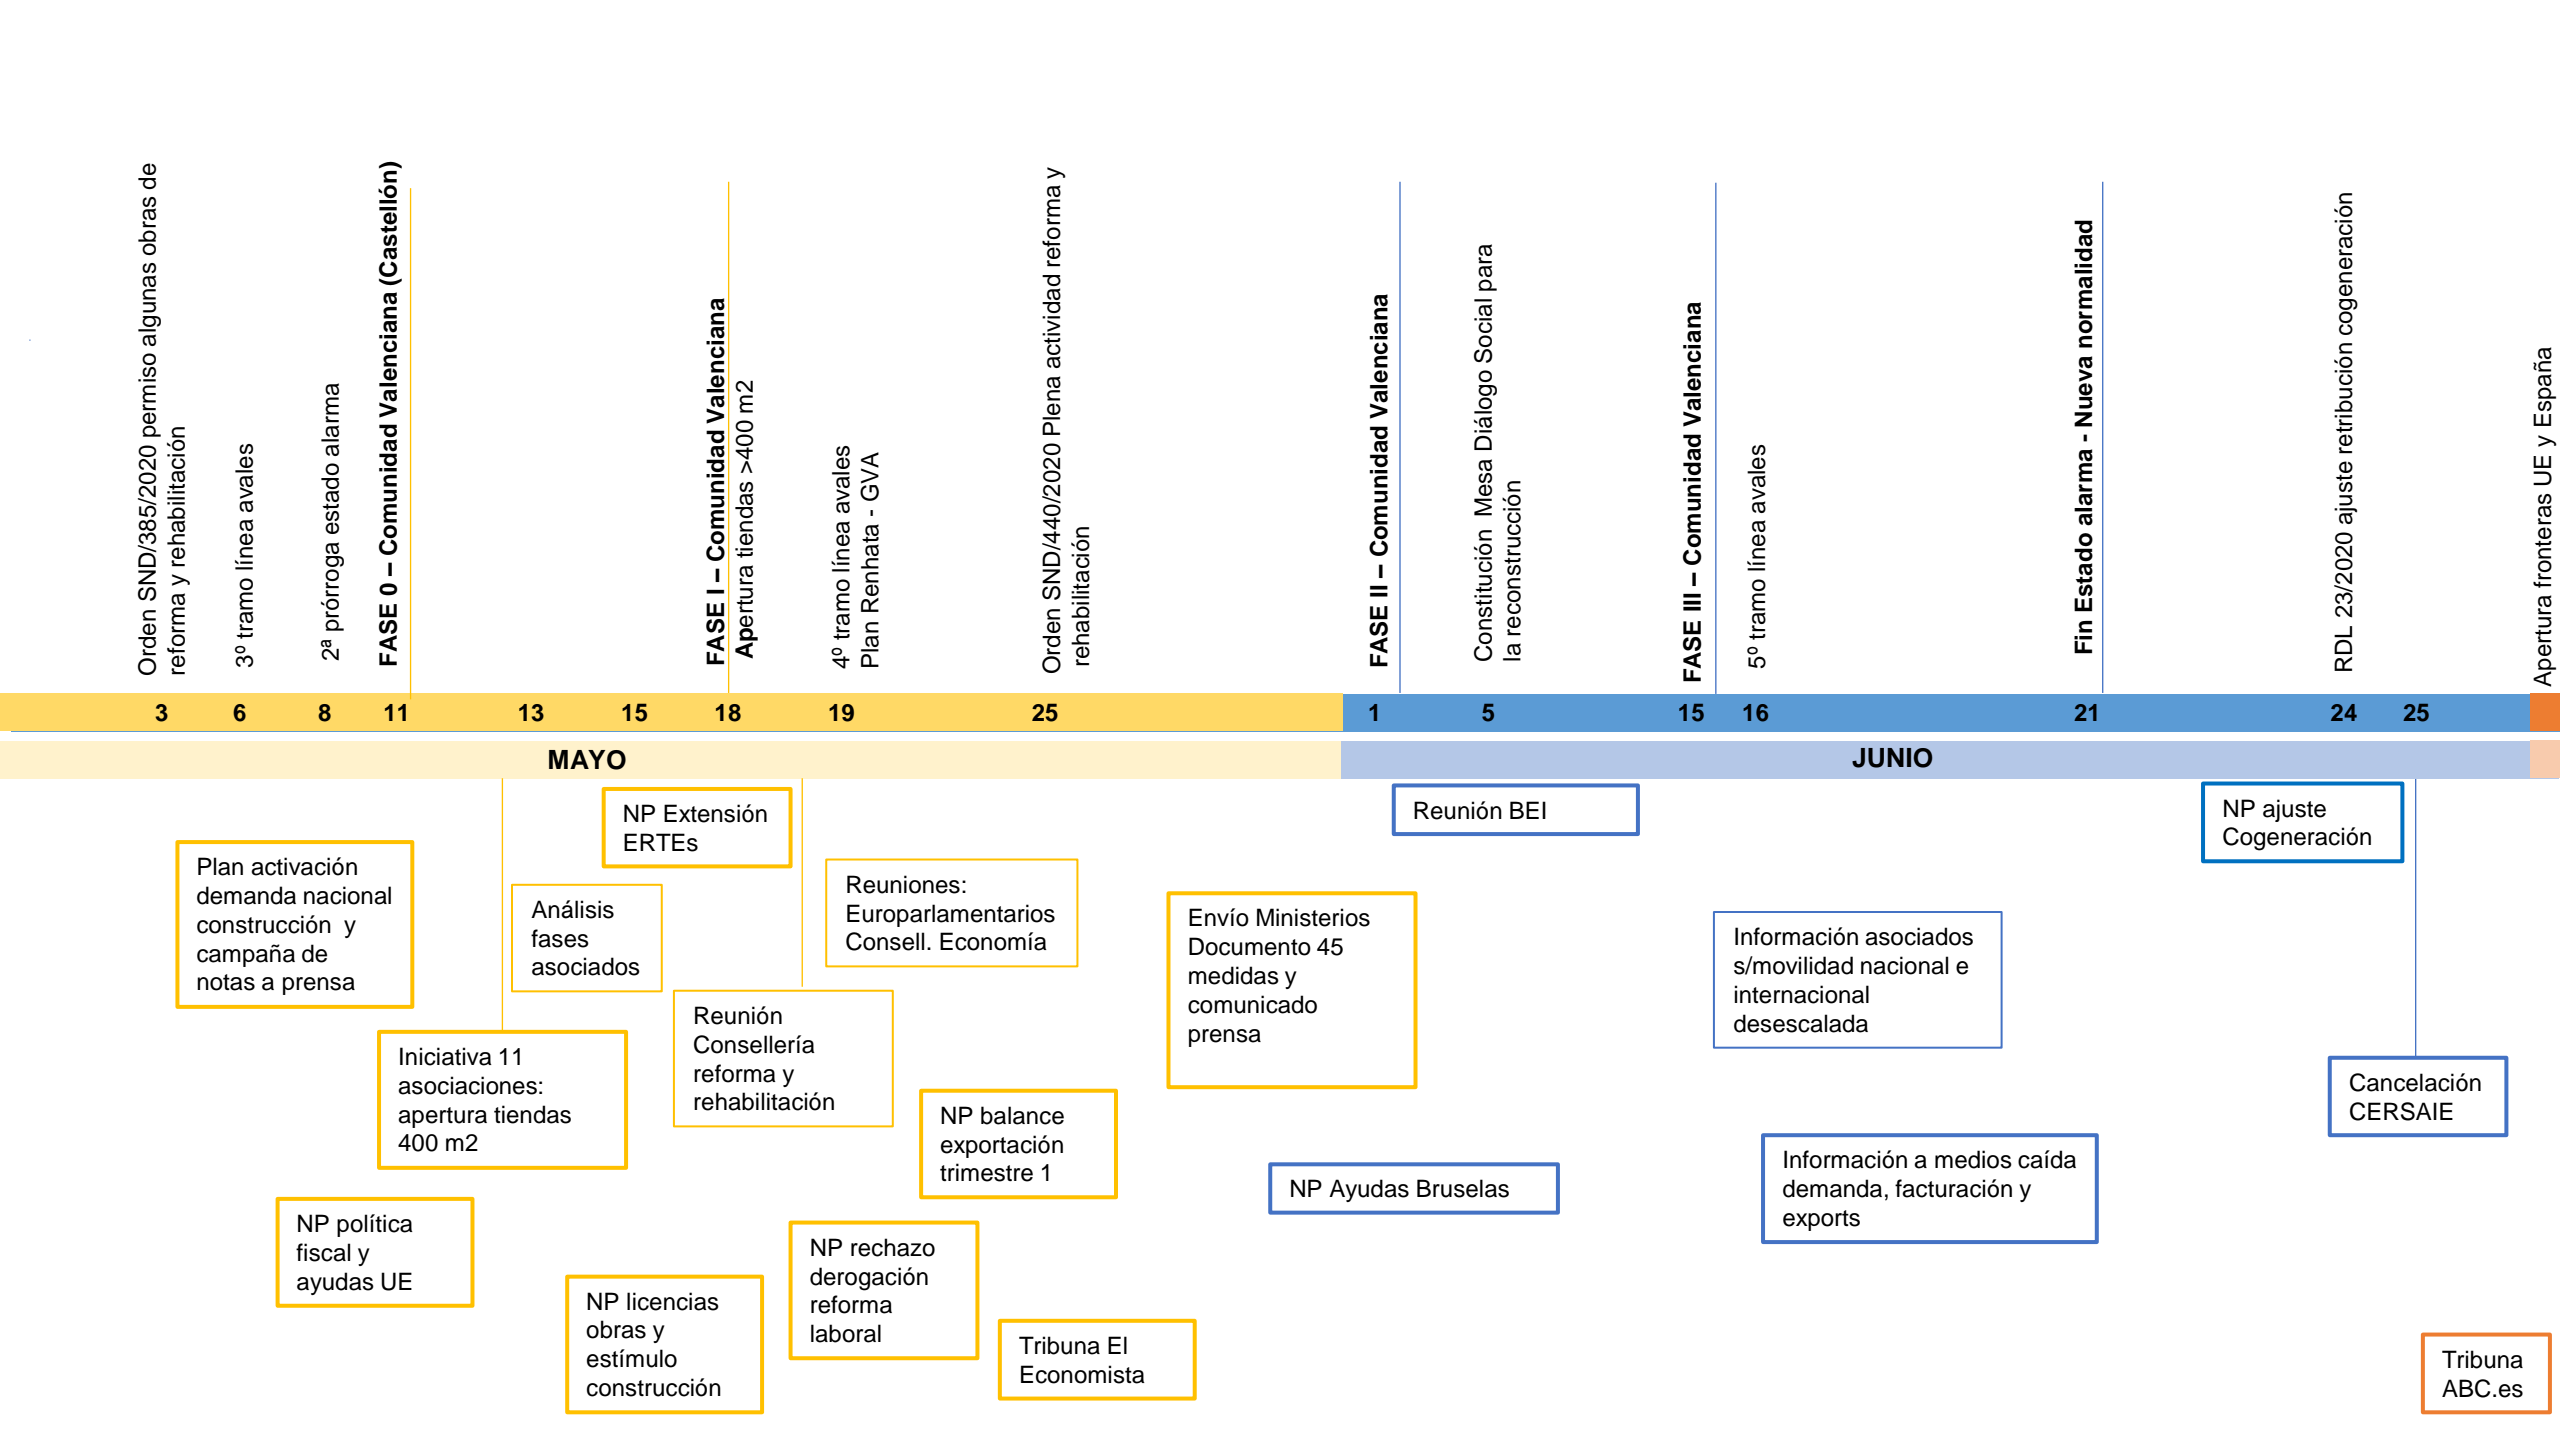 Orden SND/385/2020 permiso algunas obras de
reforma y rehabilitación
3º tramo línea avales
2ª prórroga estado alarma
FASE 0 – Comunidad Valenciana (Castellón)
FASE I – Comunidad Valenciana
Apertura tiendas >400 m2
4º tramo línea avales
Plan Renhata - GVA
Orden SND/440/2020 Plena actividad reforma y
rehabilitación
FASE II – Comunidad Valenciana
Constitución Mesa Diálogo Social para
la reconstrucción
FASE III – Comunidad Valenciana
5º tramo línea avales
Fin Estado alarma - Nueva normalidad
RDL 23/2020 ajuste retribución cogeneración
Apertura fronteras UE y España
3 6 8 11 13 15 18 19 25 1 5 15 16 21 24 25
MAYO
JUNIO
Plan activación
demanda nacional
construcción y
campaña de
notas a prensa
NP política
fiscal y
ayudas UE
Iniciativa 11
asociaciones:
apertura tiendas
400 m2
Análisis
fases
asociados
NP Extensión
ERTEs
NP licencias
obras y
estímulo
construcción
Reunión
Consellería
reforma y
rehabilitación
Reuniones:
Europarlamentarios
Consell. Economía
NP rechazo
derogación
reforma
laboral
NP balance
exportación
trimestre 1
Tribuna El
Economista
Envío Ministerios
Documento 45
medidas y
comunicado
prensa
NP Ayudas Bruselas
Reunión BEI
Información asociados
s/movilidad nacional e
internacional
desescalada
Información a medios caída
demanda, facturación y
exports
NP ajuste
Cogeneración
Cancelación
CERSAIE
Tribuna
ABC.es